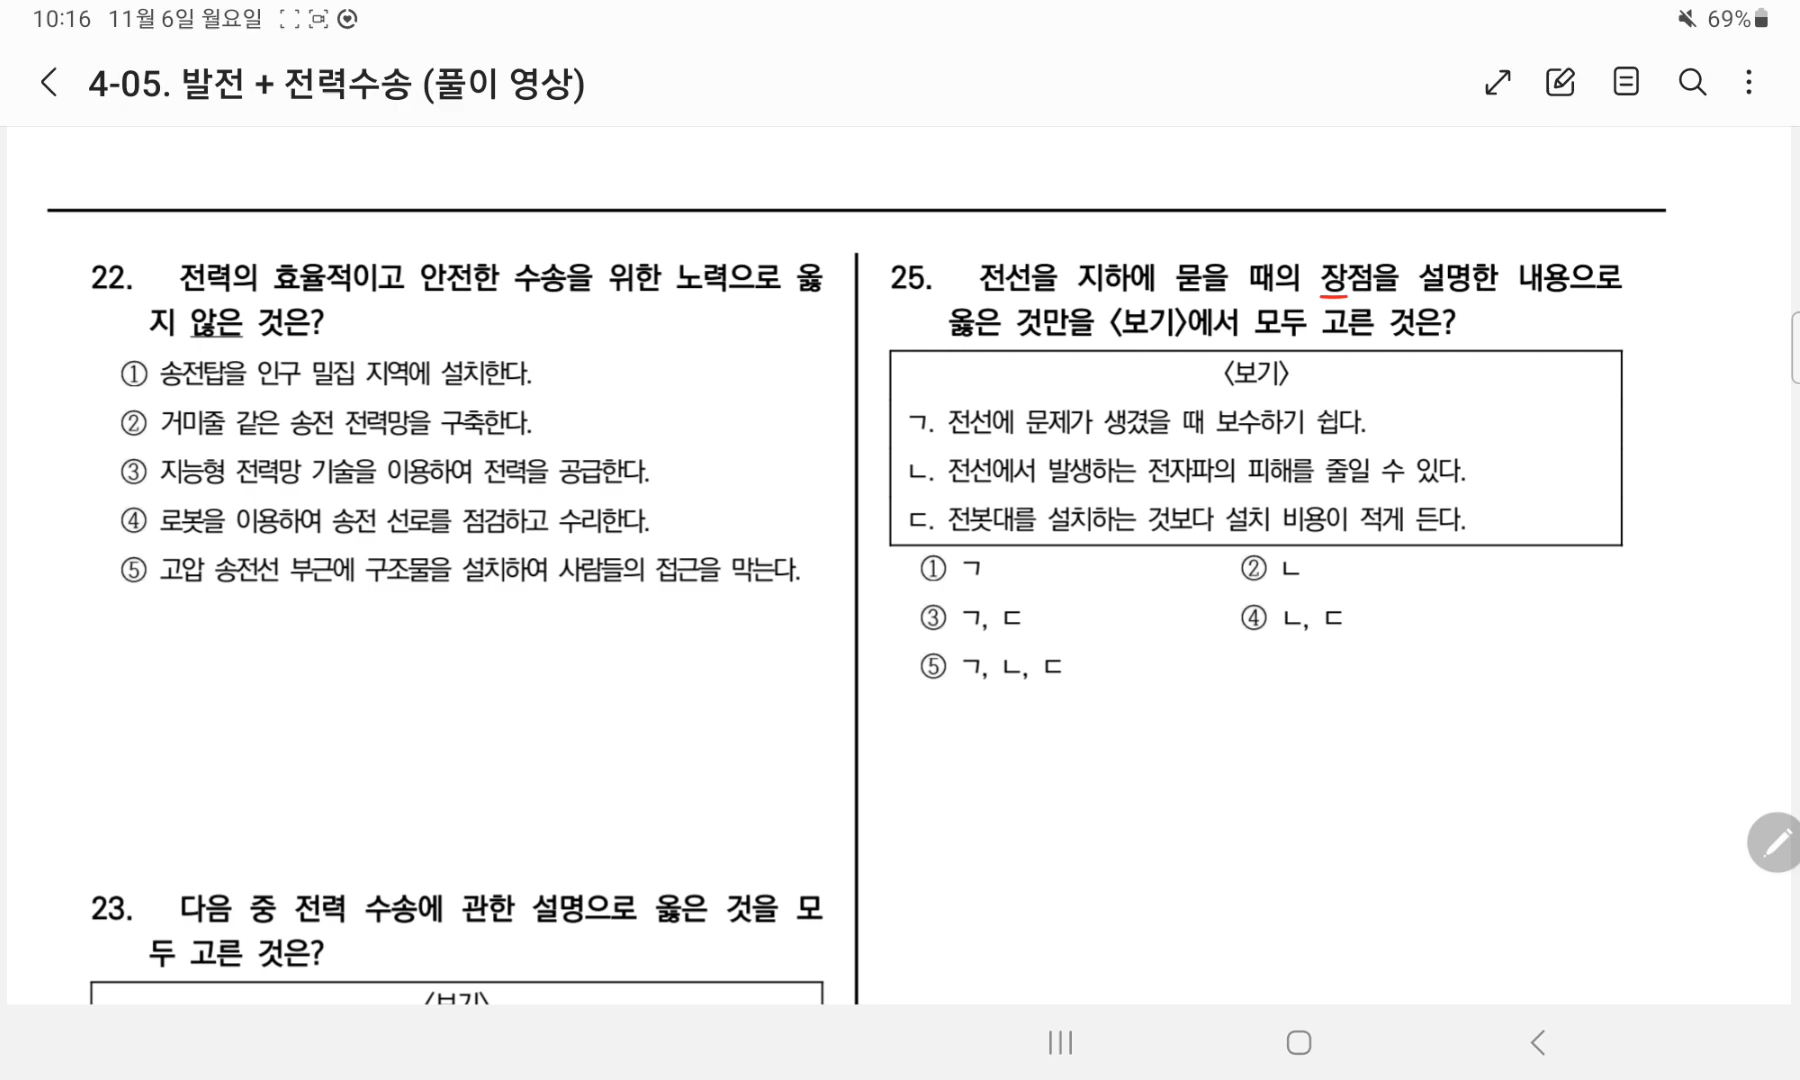 10:16 11월 6일 월요일
69%
4-05. 발전 + 전력수송 (풀이 영상)
22. 전력의 효율적이고 안전한 수송을 위한 노력으로 옳
지 않은 것은?
① 송전탑을 인구 밀집 지역에 설치한다.
② 거미줄 같은 송전 전력망을 구축한다.
③ 지능형 전력망 기술을 이용하여 전력을 공급한다.
④ 로봇을 이용하여 송전 선로를 점검하고 수리한다.
⑤ 고압 송전선 부근에 구조물을 설치하여 사람들의 접근을 막는다.
23. 다음 중 전력 수송에 관한 설명으로 옳은 것을 모
두 고른 것은?
〈보기〉
25. 전선을 지하에 묻을 때의 장점을 설명한 내용으로
옳은 것만을 〈보기〉에서 모두 고른 것은?
〈보기〉
ㄱ. 전선에 문제가 생겼을 때 보수하기 쉽다.
ㄴ. 전선에서 발생하는 전자파의 피해를 줄일 수 있다.
ㄷ. 전봇대를 설치하는 것보다 설치 비용이 적게 든다.
① ㄱ ② ㄴ
③ ㄱ, ㄷ ④ ㄴ, ㄷ
⑤ ㄱ, ㄴ, ㄷ